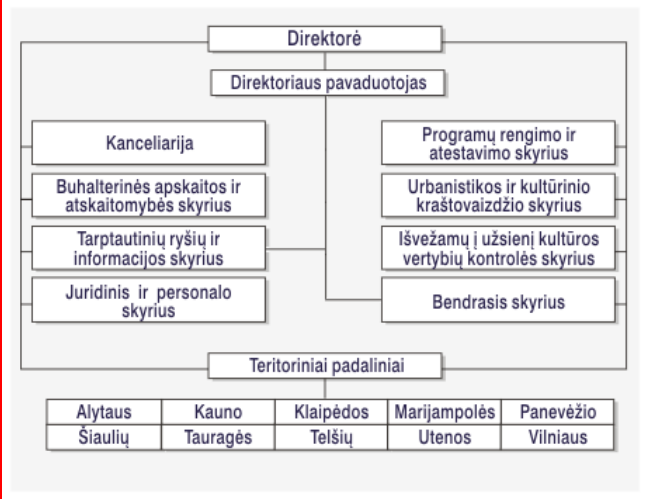 Direktorė
Direktoriaus pavaduotojas
Kanceliarija
Buhalterinės apskaitos ir
atskaitomybės skyrius
Tarptautinių ryšių ir
informacijos skyrius
Juridinis ir personalo
skyrius
Programų rengimo ir
atestavimo skyrius
Urbanistikos ir kultūrinio
kraštovaizdžio skyrius
Išvežamų į užsienį kultūros
vertybių kontrolės skyrius
Bendrasis skyrius
Teritoriniai padaliniai
Alytaus Kauno Klaipėdos Marijampolės Panevėžio
Šiaulių Tauragės Telšių Utenos Vilniaus